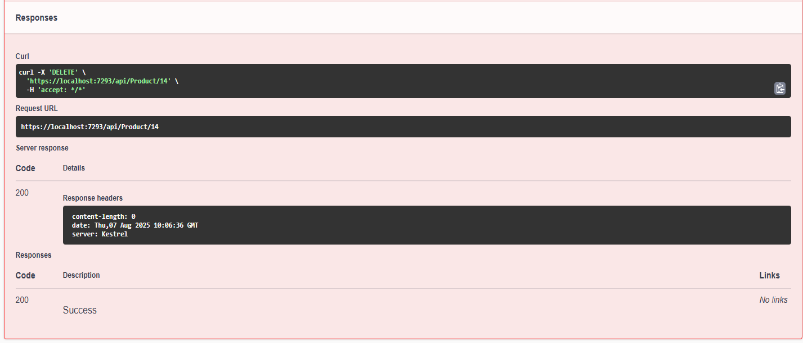 Responses
Curl
curl -X 'DELETE' \
'https://localhost:7293/api/Product/14' \
-H 'accept: */*'
Request URL
https://localhost:7293/api/Product/14
Server response
Code Details
200
Response headers
content-length: 0
date: Thu,07 Aug 2025 10:06:36 GMT
server: Kestrel
Responses
Code Description Links
200 No links
Success